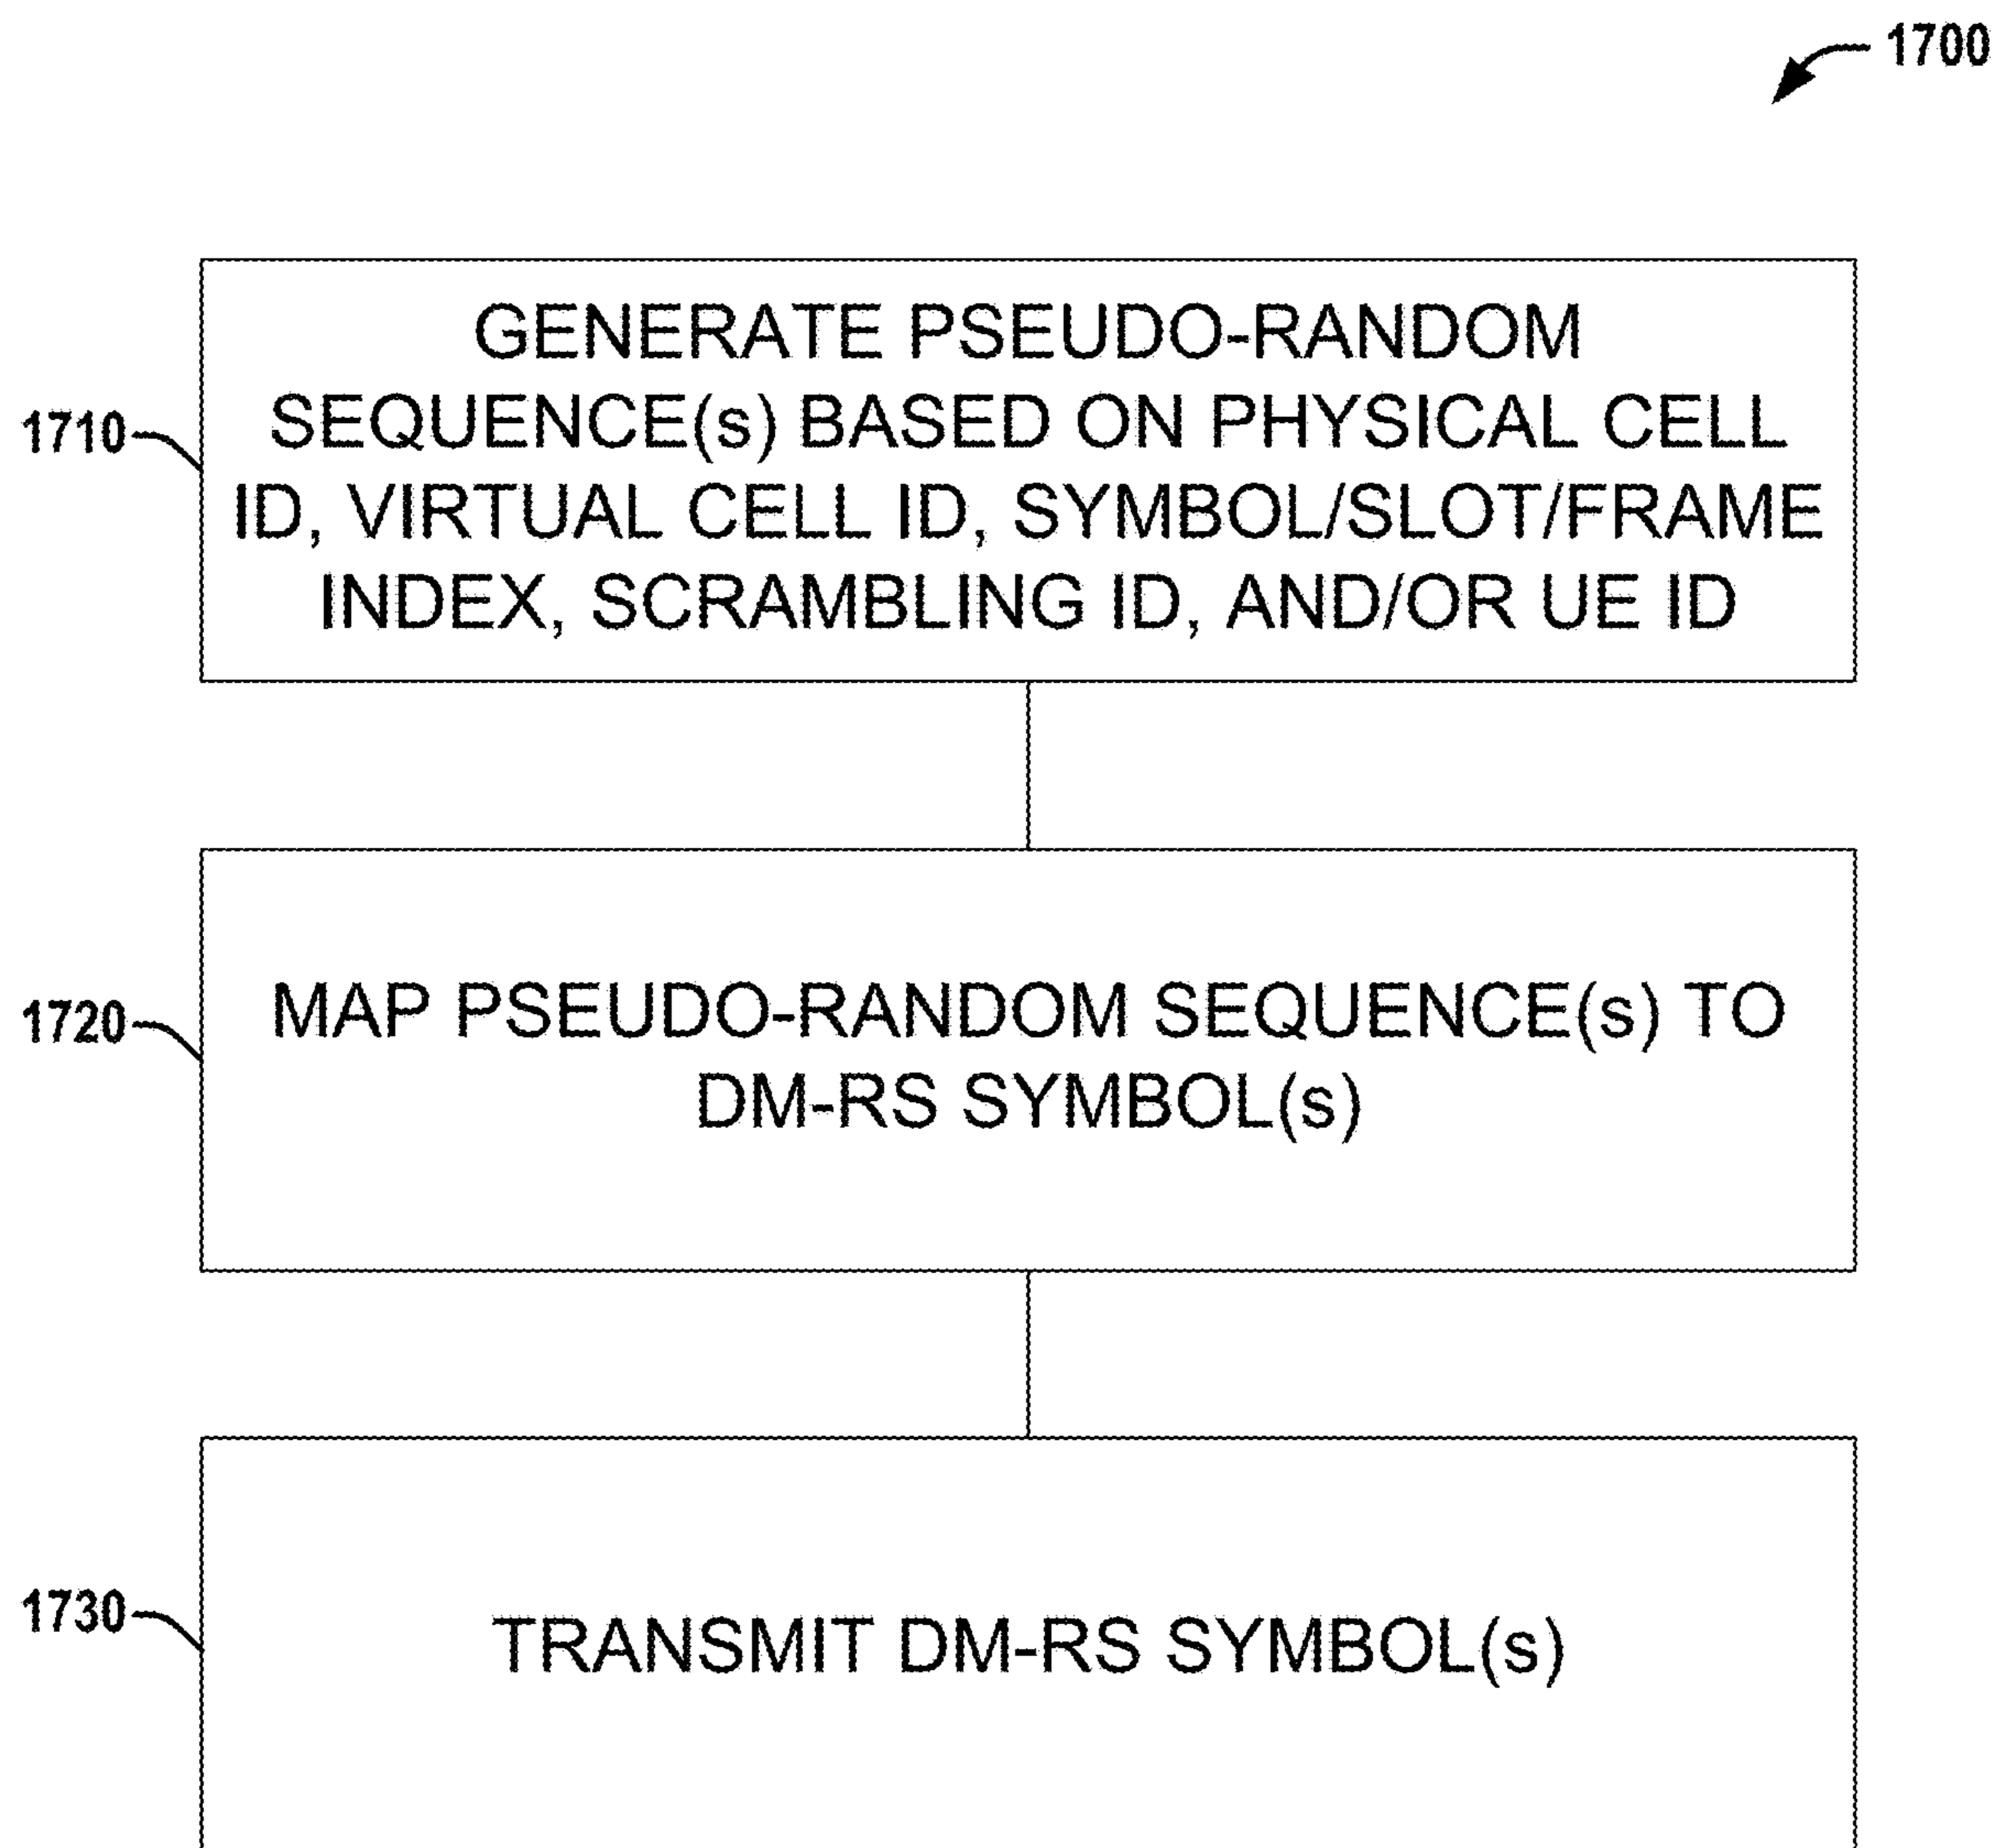 1700
GENERATE PSEUDO-RANDOM
1710
SEQUENCE(s) BASED ON PHYSICAL CELL
ID, VIRTUAL CELL ID, SYMBOL/SLOT/FRAME
INDEX, SCRAMBLING ID, AND/OR UE ID
1720
MAP PSEUDO-RANDOM SEQUENCE(s) TO
DM-RS SYMBOL(s)
1730
TRANSMIT DM-RS SYMBOL(s)